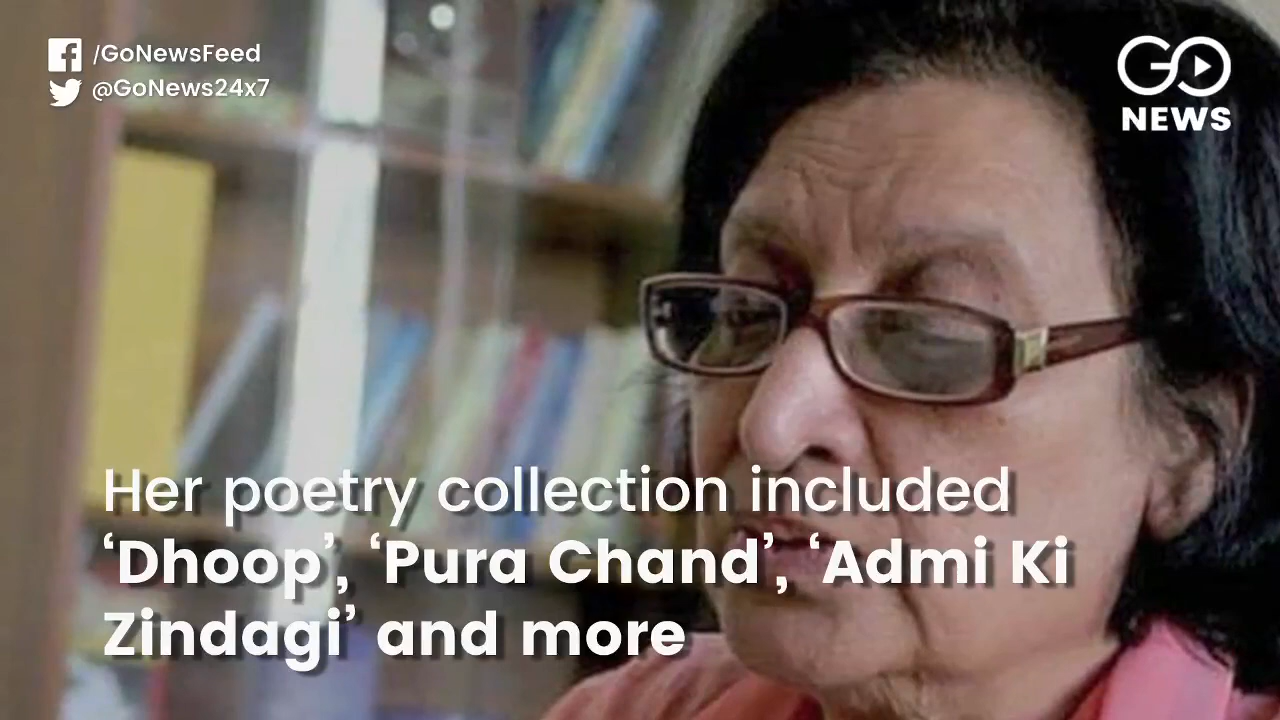 /GoNewsFeed
@GoNews24x7
GO
NEWS
Her poetry collection included
‘Dhoop’, ‘Pura Chand’, ‘Admi Ki
Zindagi’ and more